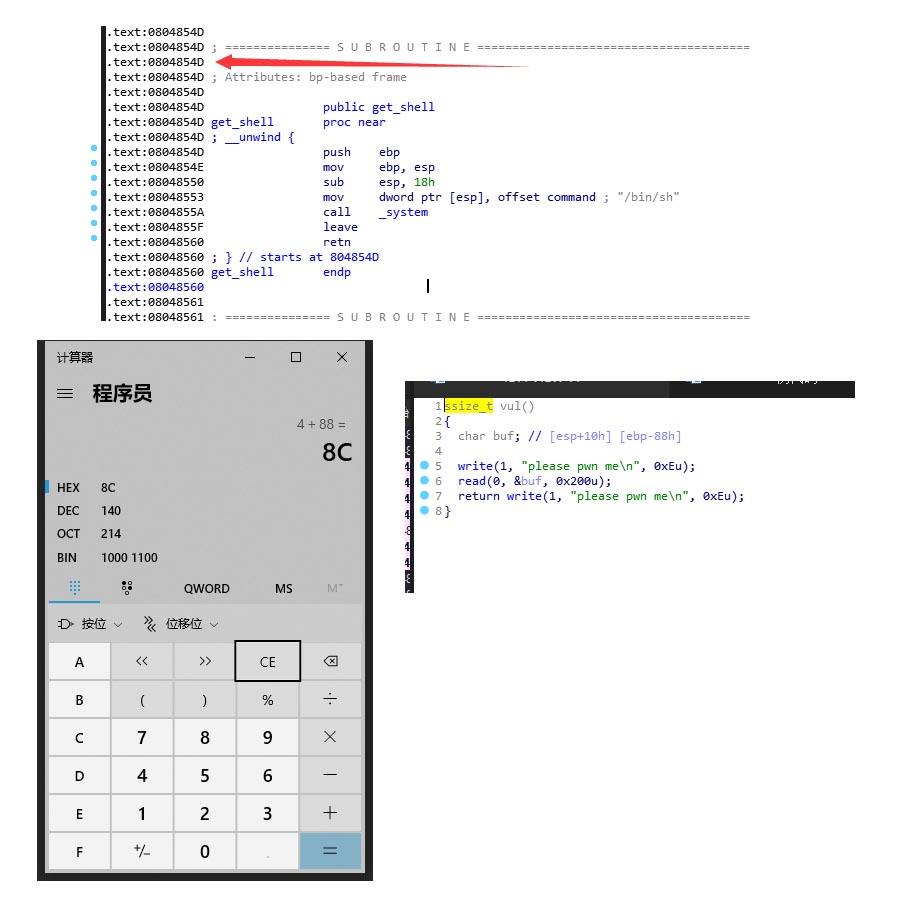 .text:0804854D
.text:0804854D ; =============== S U B R O U T I N E =======================================
.text:0804854D
.text:0804854D ; Attributes: bp-based frame
.text:0804854D
.text:0804854D public get_shell
.text:0804854D get_shell proc near
.text:0804854D ; __unwind {
.text:0804854D push ebp
.text:0804854E mov ebp, esp
.text:08048550 sub esp, 18h
.text:08048553 mov dword ptr [esp], offset command ; "/bin/sh"
.text:0804855A call _system
.text:0804855F leave
.text:08048560 retn
.text:08048560 ; } // starts at 804854D
.text:08048560 get_shell endp
.text:08048560
.text:08048561
.text:08048561 ; =============== S U B R O U T I N E =======================================
计算器
程序员
4 + 88 =
8C
HEX 8C
DEC 140
OCT 214
BIN 1000 1100
QWORD MS M˅
按位 位移位
A << >> CE
B ( ) % ÷
C 7 8 9 ×
D 4 5 6 −
E 1 2 3 +
F +/− 0 . =
1 ssize_t vul()
2 {
3 char buf; // [esp+10h] [ebp-88h]
4
5 write(1, "please pwn me\n", 0xEu);
6 read(0, &buf, 0x200u);
7 return write(1, "please pwn me\n", 0xEu);
8 }